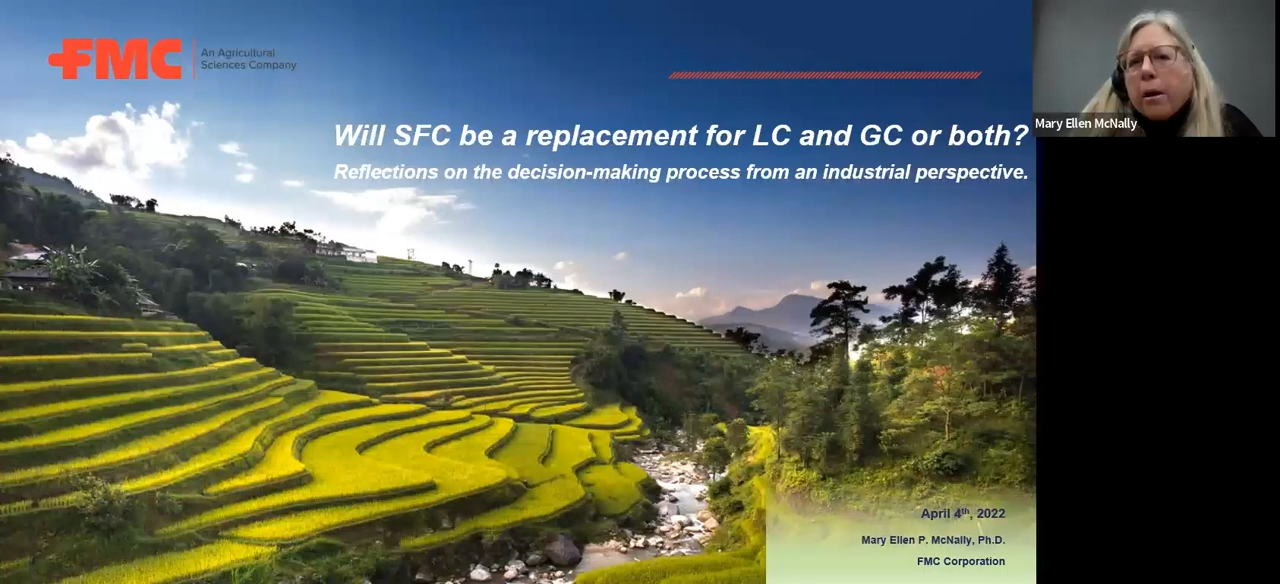 FMC
An Agricultural
Sciences Company
Mary Ellen McNally
Will SFC be a replacement for LC and GC or both?
Reflections on the decision-making process from an industrial perspective.
April 4th, 2022
Mary Ellen P. McNally, Ph.D.
FMC Corporation